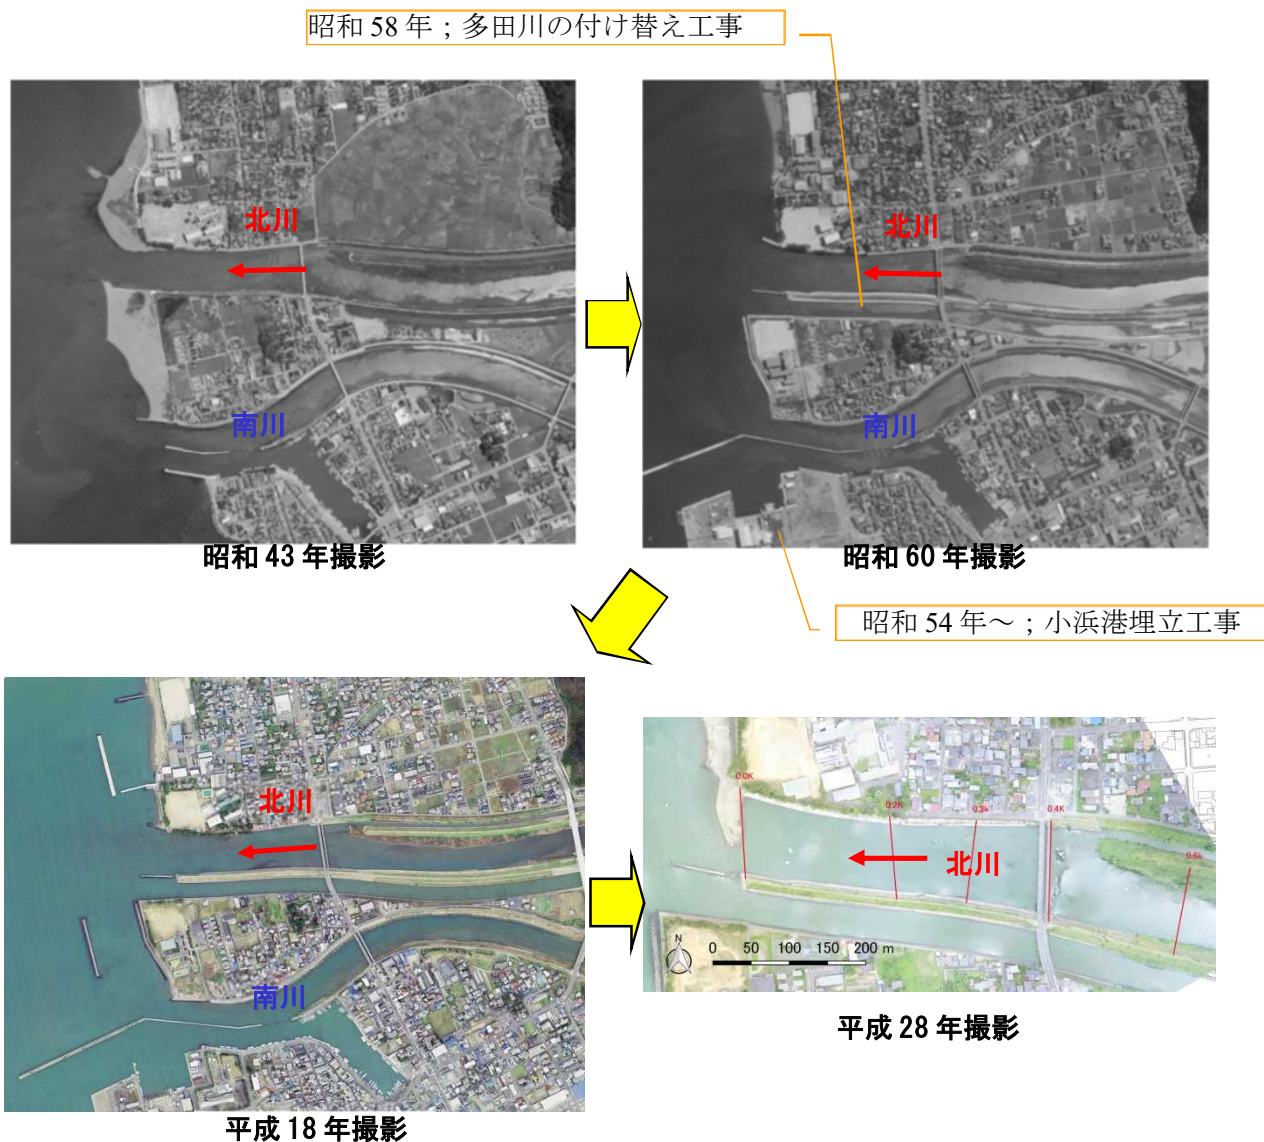 昭和 58 年；多田川の付け替え工事
北川
南川
昭和 43 年撮影
北川
南川
昭和 60 年撮影
昭和 54 年～；小浜港埋立工事
北川
南川
平成 18 年撮影
0.0K
0.2K
0.3k
0.4K
0.6k
北川
N
0 50 100 150 200 m
平成 28 年撮影